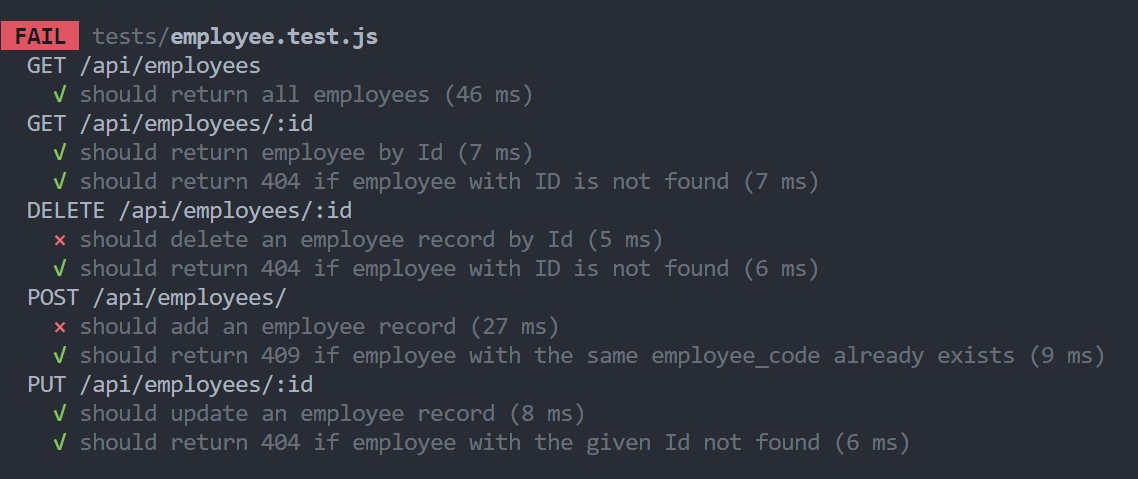 FAIL tests/employee.test.js
GET /api/employees
√ should return all employees (46 ms)
GET /api/employees/:id
√ should return employee by Id (7 ms)
√ should return 404 if employee with ID is not found (7 ms)
DELETE /api/employees/:id
× should delete an employee record by Id (5 ms)
√ should return 404 if employee with ID is not found (6 ms)
POST /api/employees/
× should add an employee record (27 ms)
√ should return 409 if employee with the same employee_code already exists (9 ms)
PUT /api/employees/:id
√ should update an employee record (8 ms)
√ should return 404 if employee with the given Id not found (6 ms)